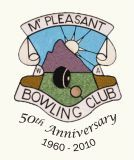 MT PLEASANT
BOWLING CLUB
50th Anniversary
1960 - 2010